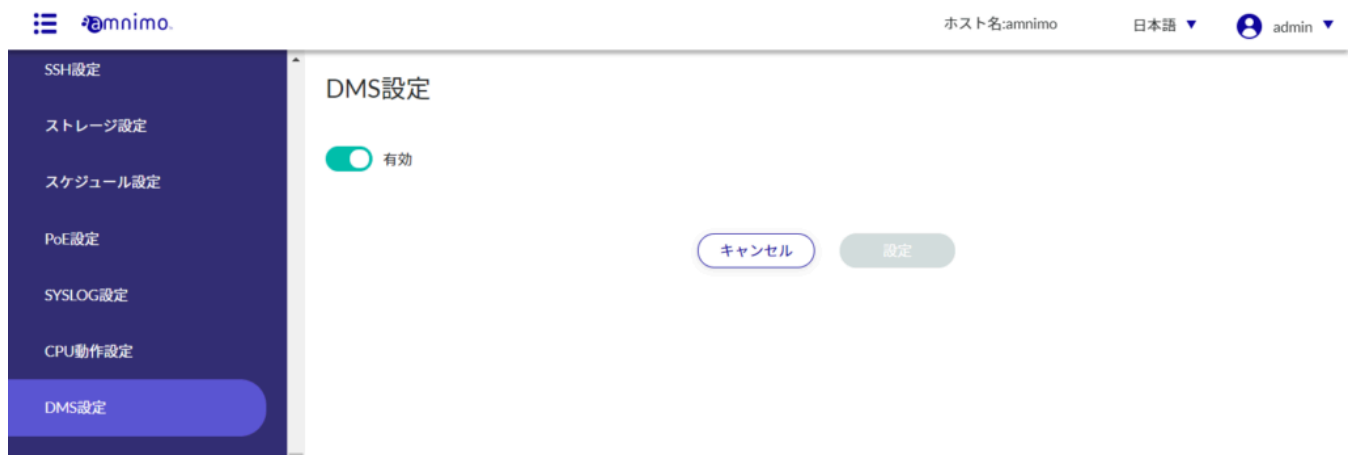 amnimo
ホスト名:amnimo
日本語 ▼
admin ▼
SSH設定
ストレージ設定
スケジュール設定
PoE設定
SYSLOG設定
CPU動作設定
DMS設定
DMS設定
有効
キャンセル
設定